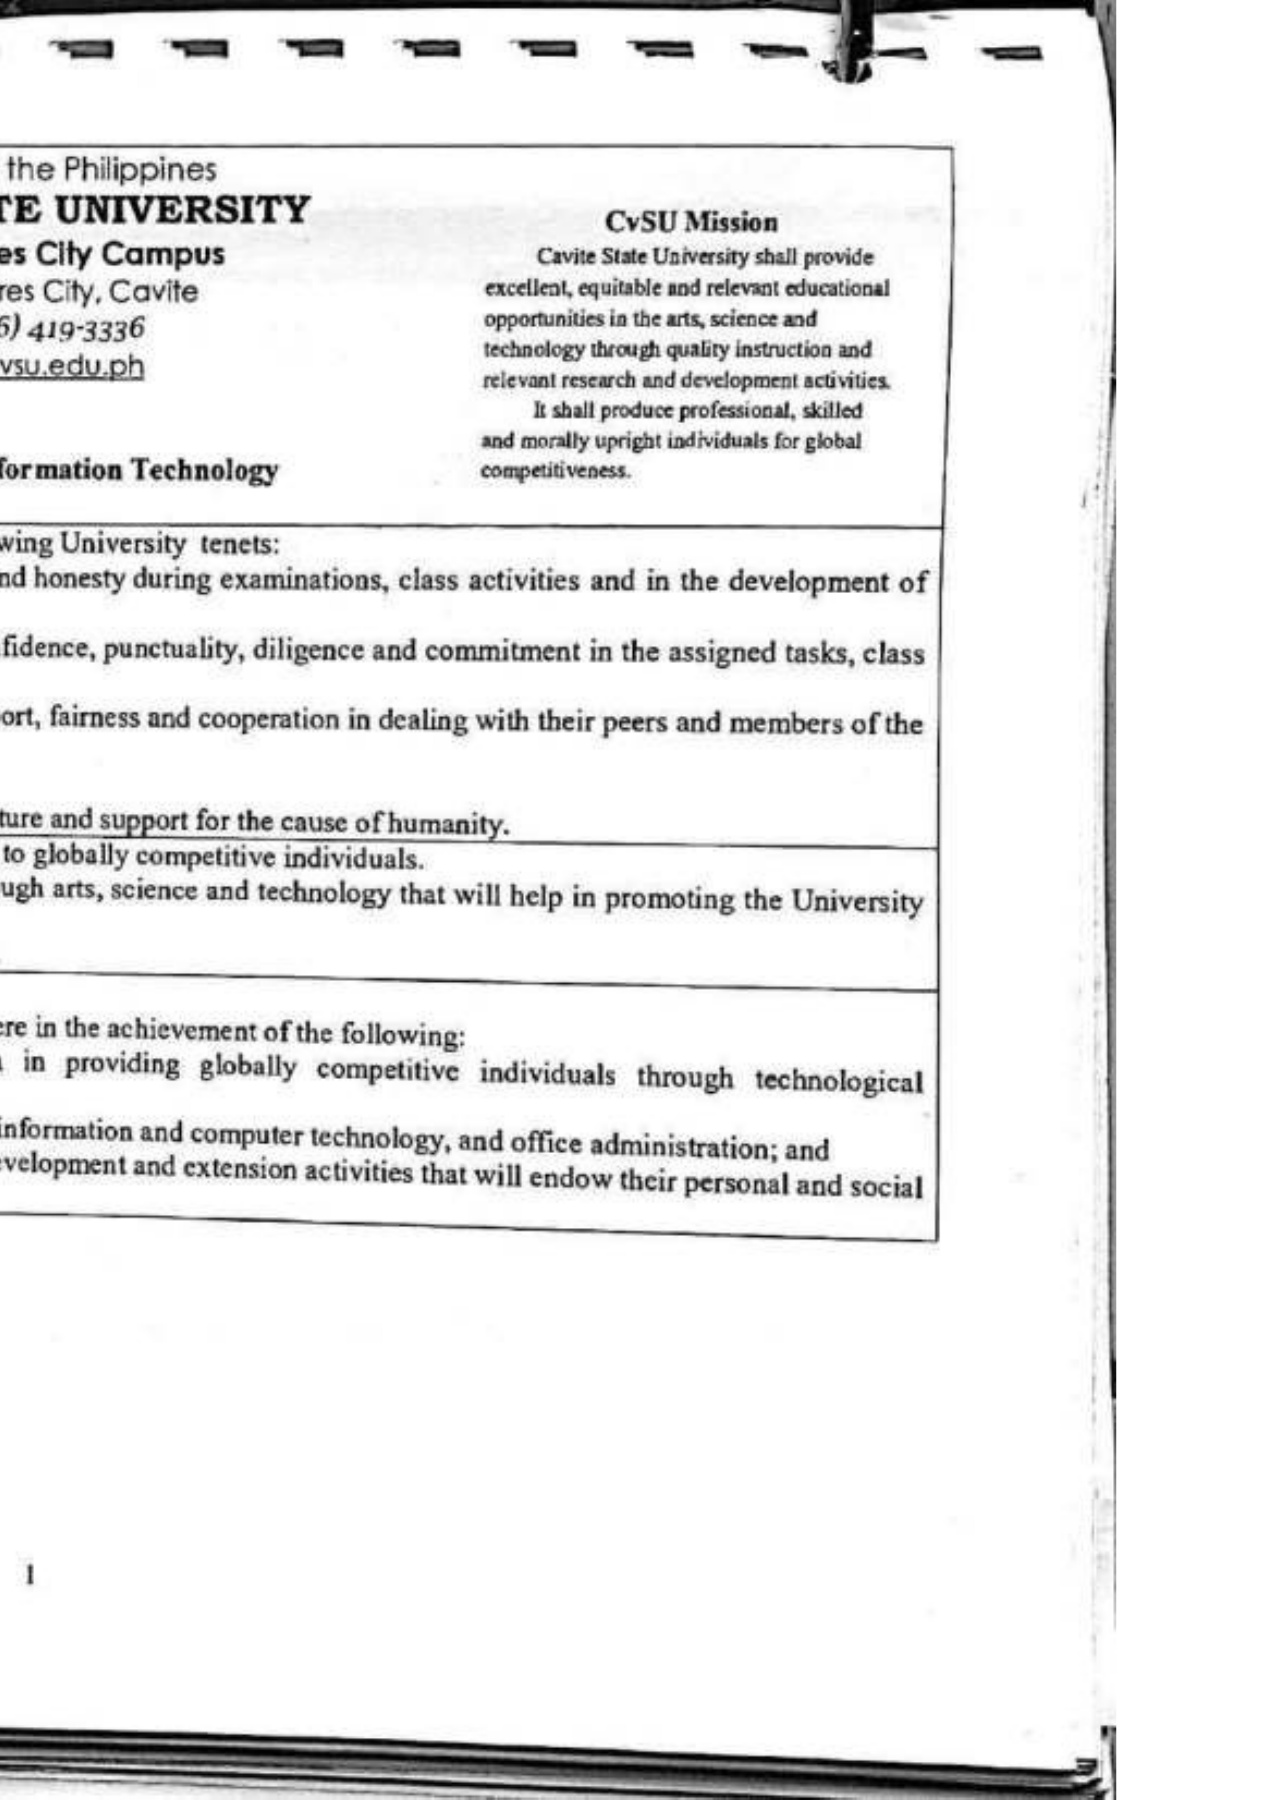 the Philippines
TE UNIVERSITY
es City Campus
res City, Cavite
6) 419-3336
vsu.edu.ph
formation Technology
CvSU Mission
Cavite State University shall provide
excellent, equitable and relevant educational
opportunities in the arts, science and
technology through quality instruction and
relevant research and development activities.
It shall produce professional, skilled
and morally upright individuals for global
competitiveness.
wing University tenets:
nd honesty during examinations, class activities and in the development of
fidence, punctuality, diligence and commitment in the assigned tasks, class
ort, fairness and cooperation in dealing with their peers and members of the
ture and support for the cause of humanity.
to globally competitive individuals.
ugh arts, science and technology that will help in promoting the University
ere in the achievement of the following:
in providing globally competitive individuals through technological
information and computer technology, and office administration; and
evelopment and extension activities that will endow their personal and social
1